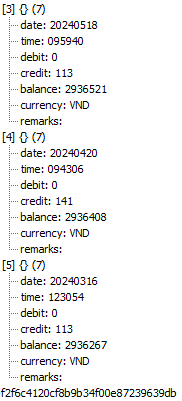 [3] {} (7)
date: 20240518
time: 095940
debit: 0
credit: 113
balance: 2936521
currency: VND
remarks:
[4] {} (7)
date: 20240420
time: 094306
debit: 0
credit: 141
balance: 2936408
currency: VND
remarks:
[5] {} (7)
date: 20240316
time: 123054
debit: 0
credit: 113
balance: 2936267
currency: VND
remarks:
f2f6c4120cf8b9b34f00e87239639db